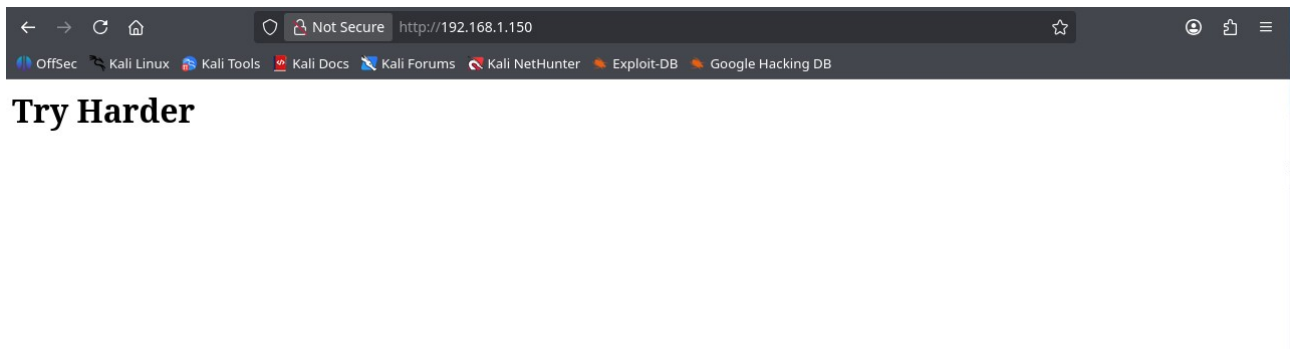 Not Secure http://192.168.1.150
OffSec Kali Linux Kali Tools Kali Docs Kali Forums Kali NetHunter Exploit-DB Google Hacking DB
Try Harder